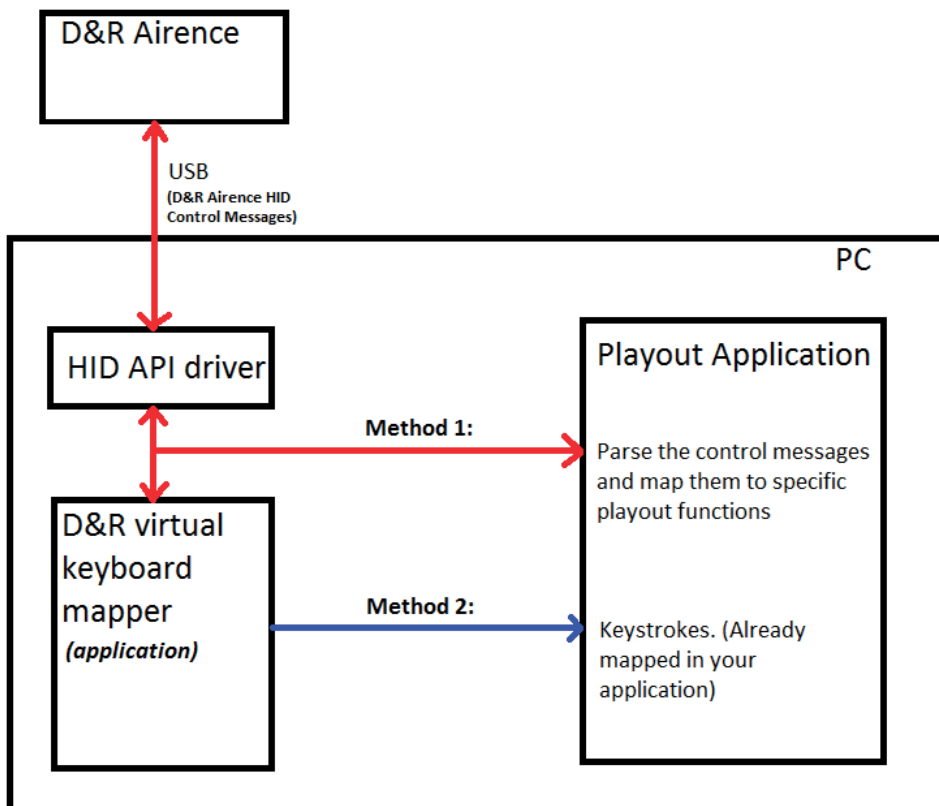 D&R Airence
USB
(D&R Airence HID
Control Messages)
PC
HID API driver
Playout Application
Method 1:
Parse the control messages
and map them to specific
playout functions
D&R virtual
keyboard
mapper
(application)
Method 2:
Keystrokes. (Already
mapped in your
application)